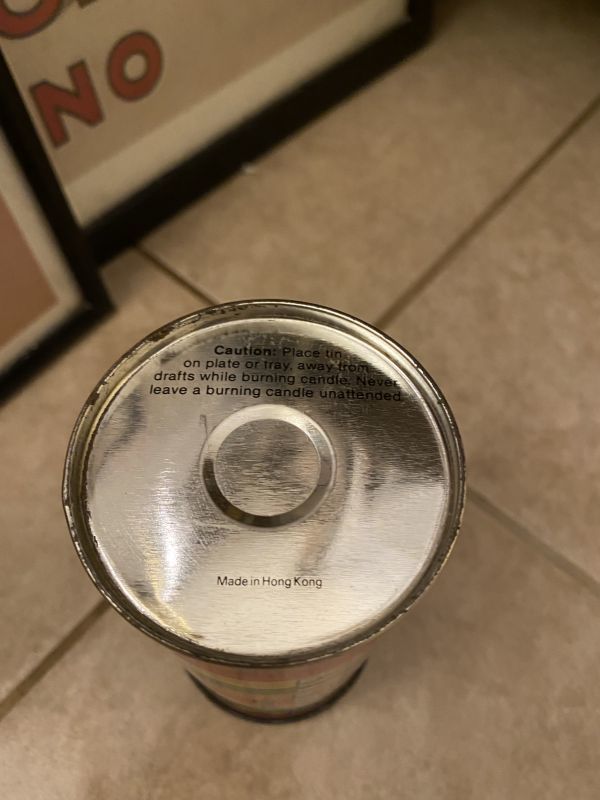 NO
Caution: Place tin
on plate or tray, away from
drafts while burning candle. Never
leave a burning candle unattended
Made in Hong Kong